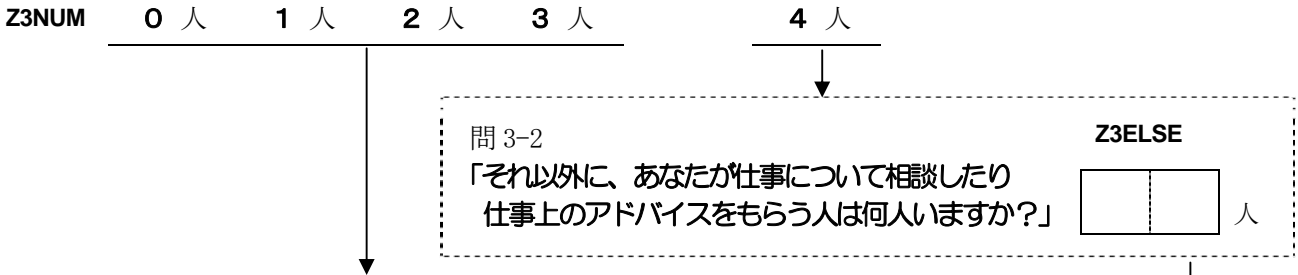 Z3NUM 0 人 1 人 2 人 3 人 4 人
問 3-2 Z3ELSE
「それ以外に、あなたが仕事について相談したり
仕事上のアドバイスをもらう人は何人いますか？」 人